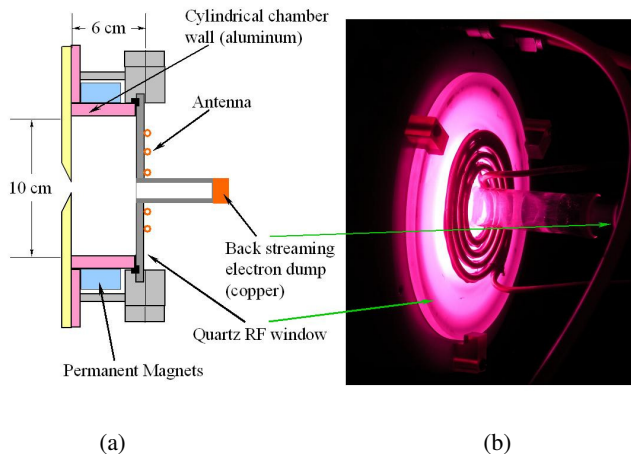 6 cm
Cylindrical chamber
wall (aluminum)
Antenna
10 cm
Back streaming
electron dump
(copper)
Quartz RF window
Permanent Magnets
(a)
(b)